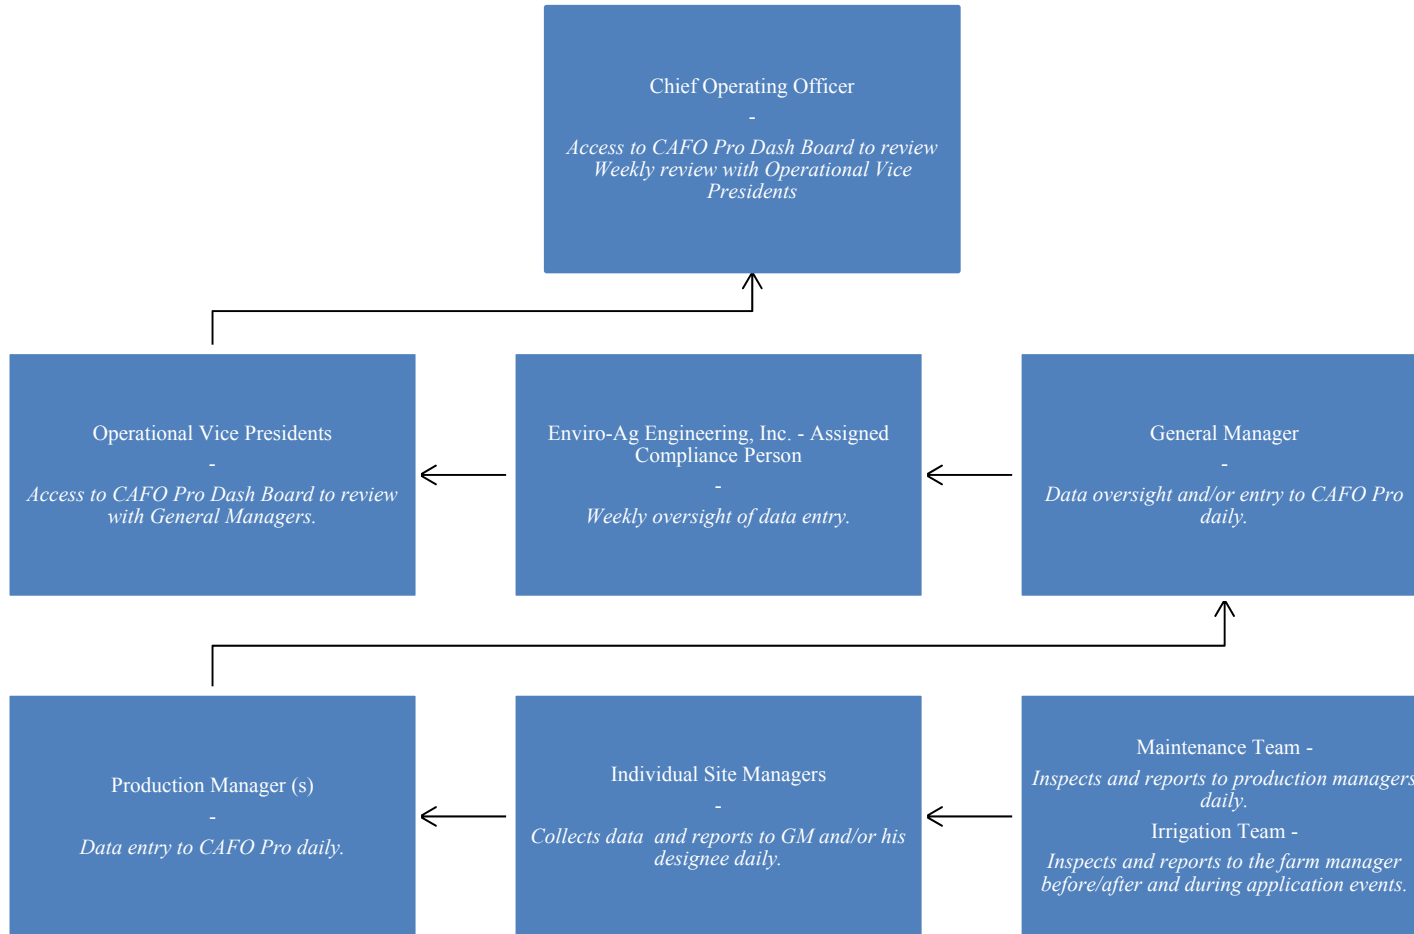 Chief Operating Officer
-
Access to CAFO Pro Dash Board to review
Weekly review with Operational Vice
Presidents
Operational Vice Presidents
-
Access to CAFO Pro Dash Board to review
with General Managers.
Enviro-Ag Engineering, Inc. - Assigned
Compliance Person
-
Weekly oversight of data entry.
General Manager
-
Data oversight and/or entry to CAFO Pro
daily.
Production Manager (s)
-
Data entry to CAFO Pro daily.
Individual Site Managers
-
Collects data  and reports to GM and/or his
designee daily.
Maintenance Team -
Inspects and reports to production managers
daily.
Irrigation Team -
Inspects and reports to the farm manager
before/after and during application events.